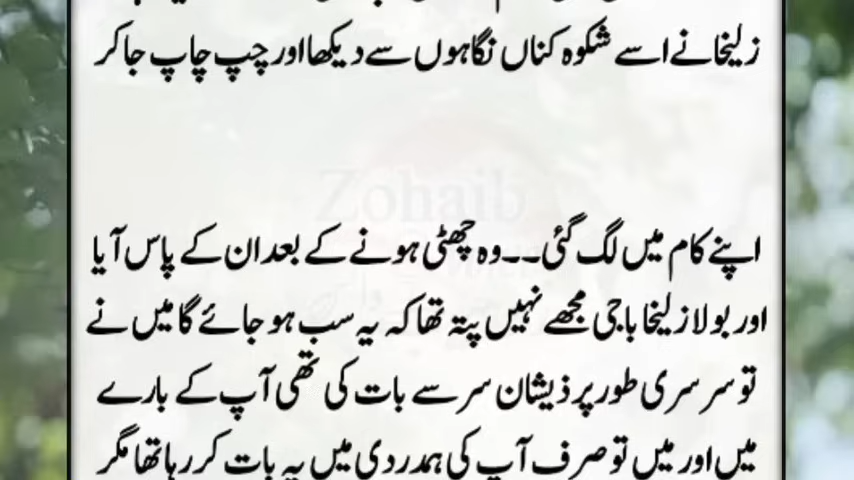 زلیخا نے اسے شکوہ کناں نگاہوں سے دیکھا اور چپ چاپ جا کر
Zohaib
اپنے کام میں لگ گئی۔۔ وہ چھٹی ہونے کے بعد ان کے پاس آیا
اور بولا زلیخا باجی مجھے نہیں پتہ تھا کہ یہ سب ہو جائے گا میں نے
تو سرسری طور پر ذیشان سر سے بات کی تھی آپ کے بارے
میں اور میں تو صرف آپ کی ہمدردی میں یہ بات کر رہا تھا مگر